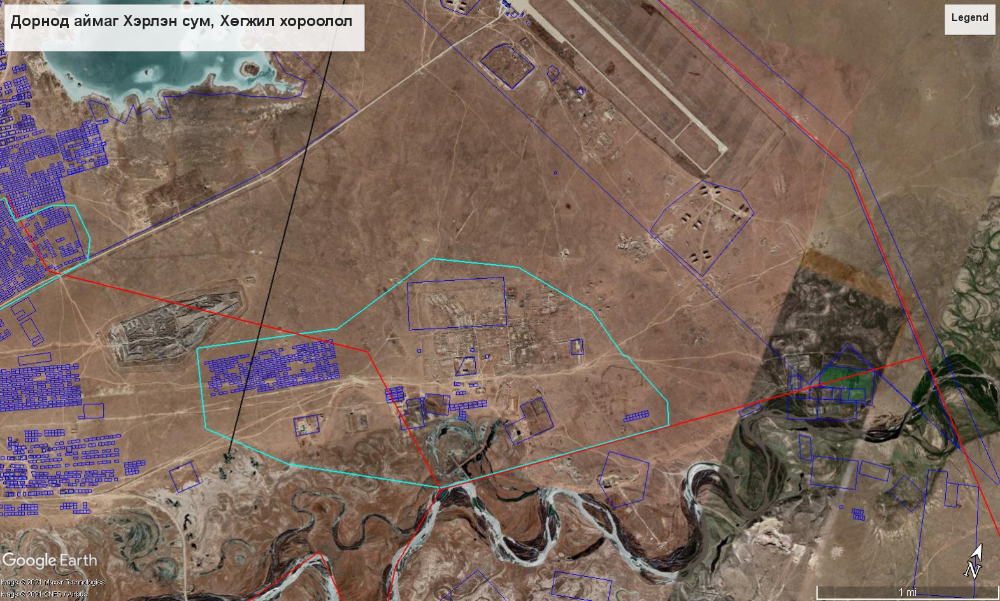 Дорнод аймаг Хэрлэн сум, Хөгжил хороолол
Legend
Google Earth
Image © 2021 Maxar Technologies
Image © 2021 CNES / Airbus
N
1 mi